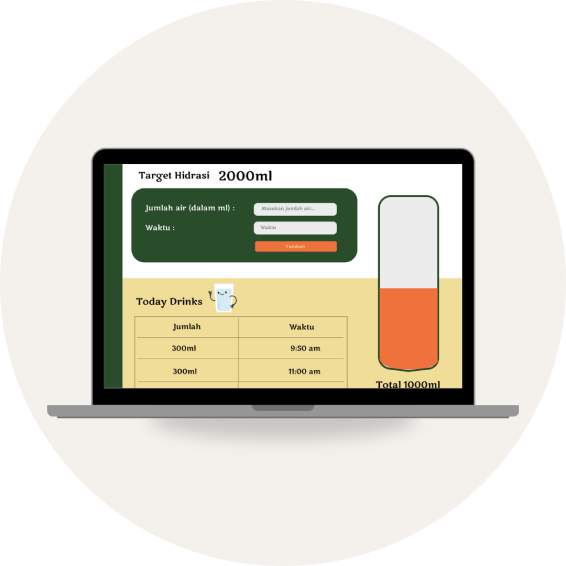 Target Hidrasi 2000ml
Jumlah air (dalam ml) :
Masukan jumlah air...
Waktu :
Waktu
Tambah
Today Drinks
Jumlah Waktu
300ml 9:50 am
300ml 11:00 am
Total 1000ml